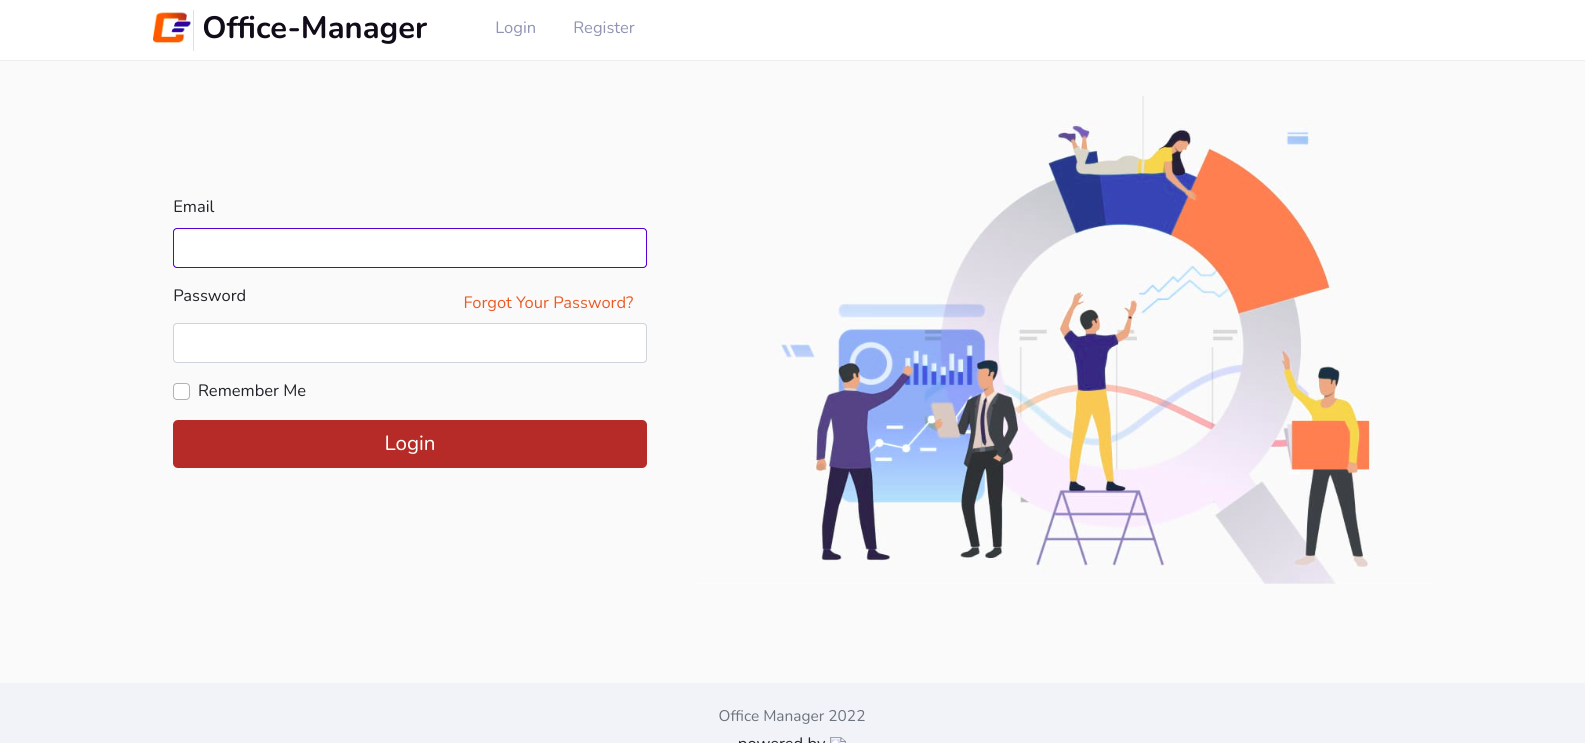 Office-Manager
Login
Register
Email
Password
Forgot Your Password?
Remember Me
Login
Office Manager 2022
powered by